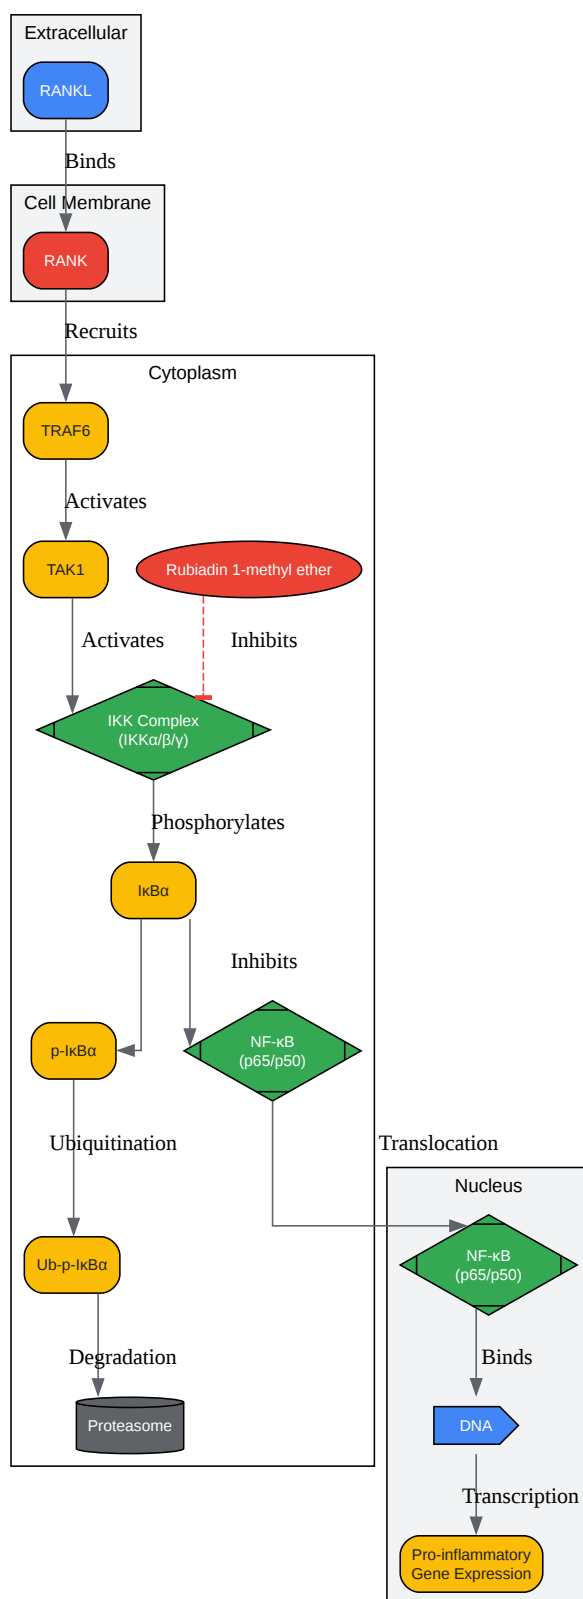 Extracellular
RANKL
Binds
Cell Membrane
RANK
Recruits
Cytoplasm
TRAF6
Activates
TAK1
Rubiadin 1-methyl ether
Activates
Inhibits
IKK Complex
(IKKα/β/γ)
Phosphorylates
IκBα
Inhibits
p-IκBα
NF-κB
(p65/p50)
Ubiquitination
Translocation
Nucleus
Ub-p-IκBα
NF-κB
(p65/p50)
Degradation
Binds
Proteasome
DNA
Transcription
Pro-inflammatory
Gene Expression